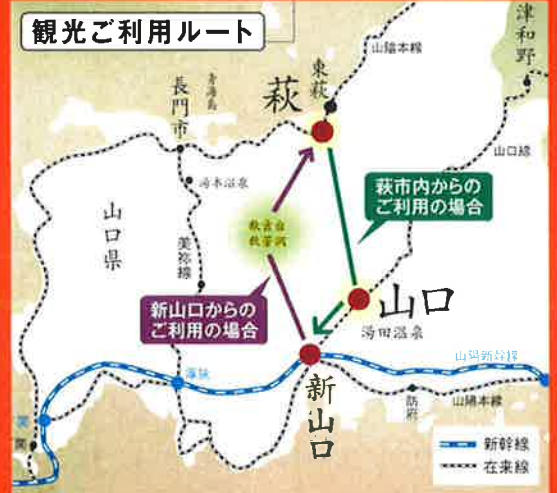 観光ご利用ルート
津和野
山陰本線
東萩
萩
青海島
長門市
山口線
湯本温泉
萩市内からの
ご利用の場合
秋吉台
秋芳洞
山口県
美祢線
山口
新山口からの
ご利用の場合
湯田温泉
山陽新幹線
厚狭
新山口
防府
山陽本線
関
関
新幹線
在来線